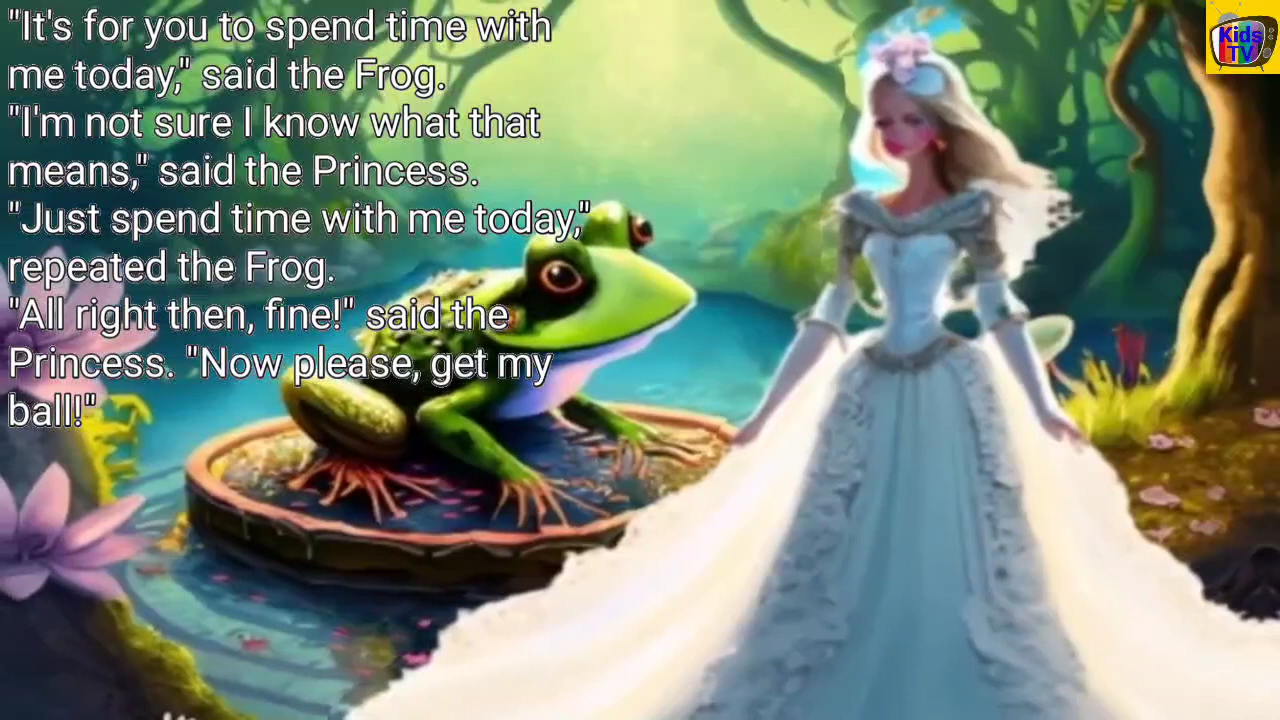 "It's for you to spend time with
me today," said the Frog.
"I'm not sure I know what that
means," said the Princess.
"Just spend time with me today,"
repeated the Frog.
"All right then, fine!" said the
Princess. "Now please, get my
ball!"
Kids
TV